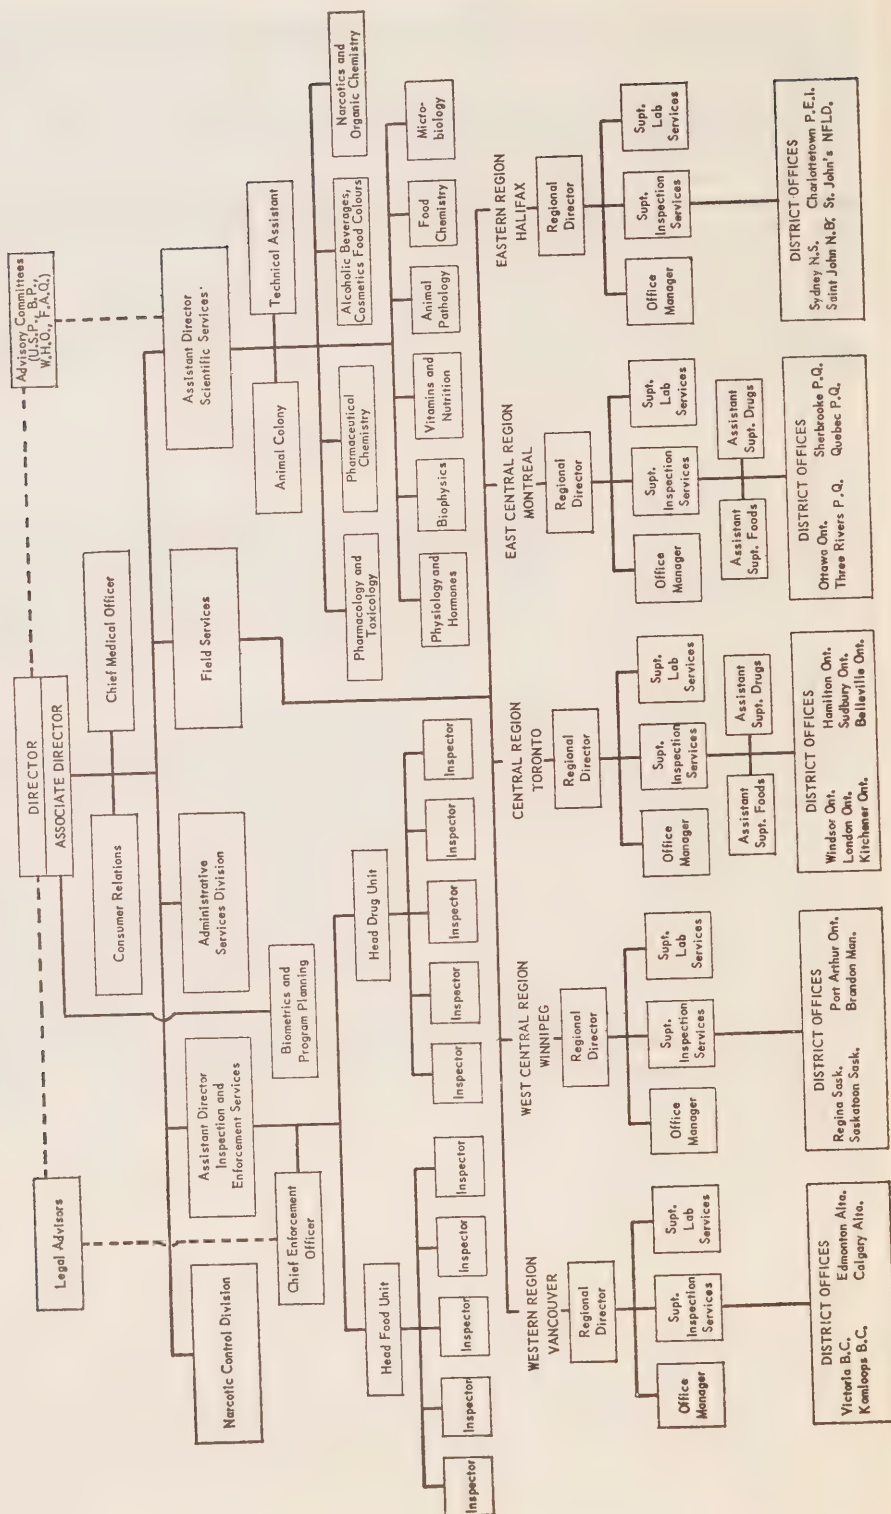 DIRECTOR
ASSOCIATE DIRECTOR
Legal Advisors
Advisory Committees
(U.S.P., B.P.,
W.H.O., F.A.O.)
Consumer Relations
Chief Medical Officer
Narcotic Control Division
Assistant Director
Inspection and
Enforcement Services
Administrative
Services Division
Field Services
Assistant Director
Scientific Services
Chief Enforcement
Officer
Biometrics and
Program Planning
Animal Colony
Technical Assistant
Head Food Unit
Head Drug Unit
Pharmacology and
Toxicology
Pharmaceutical
Chemistry
Alcoholic Beverages,
Cosmetics Food Colours
Narcotics and
Organic Chemistry
Inspector
Inspector
Inspector
Inspector
Inspector
Inspector
Inspector
Inspector
Inspector
Inspector
Physiology and
Hormones
Biophysics
Vitamins and
Nutrition
Animal
Pathology
Food
Chemistry
Micro-
biology
WESTERN REGION
VANCOUVER
Regional
Director
Office
Manager
Supt.
Inspection
Services
Supt.
Lab
Services
DISTRICT OFFICES
Victoria B.C. Edmonton Alta.
Kamloops B.C. Calgary Alta.
WEST CENTRAL REGION
WINNIPEG
Regional
Director
Office
Manager
Supt.
Inspection
Services
Supt.
Lab
Services
DISTRICT OFFICES
Regina Sask. Port Arthur Ont.
Saskatoon Sask. Brandon Man.
CENTRAL REGION
TORONTO
Regional
Director
Office
Manager
Supt.
Inspection
Services
Supt.
Lab
Services
Assistant
Supt. Foods
Assistant
Supt. Drugs
DISTRICT OFFICES
Windsor Ont. Hamilton Ont.
London Ont. Sudbury Ont.
Kitchener Ont. Belleville Ont.
EAST CENTRAL REGION
MONTREAL
Regional
Director
Office
Manager
Supt.
Inspection
Services
Supt.
Lab
Services
Assistant
Supt. Foods
Assistant
Supt. Drugs
DISTRICT OFFICES
Ottawa Ont. Sherbrooke P.Q.
Three Rivers P.Q. Quebec P.Q.
EASTERN REGION
HALIFAX
Regional
Director
Office
Manager
Supt.
Inspection
Services
Supt.
Lab
Services
DISTRICT OFFICES
Sydney N.S. Charlottetown P.E.I.
Saint John N.B. St. John's NFLD.